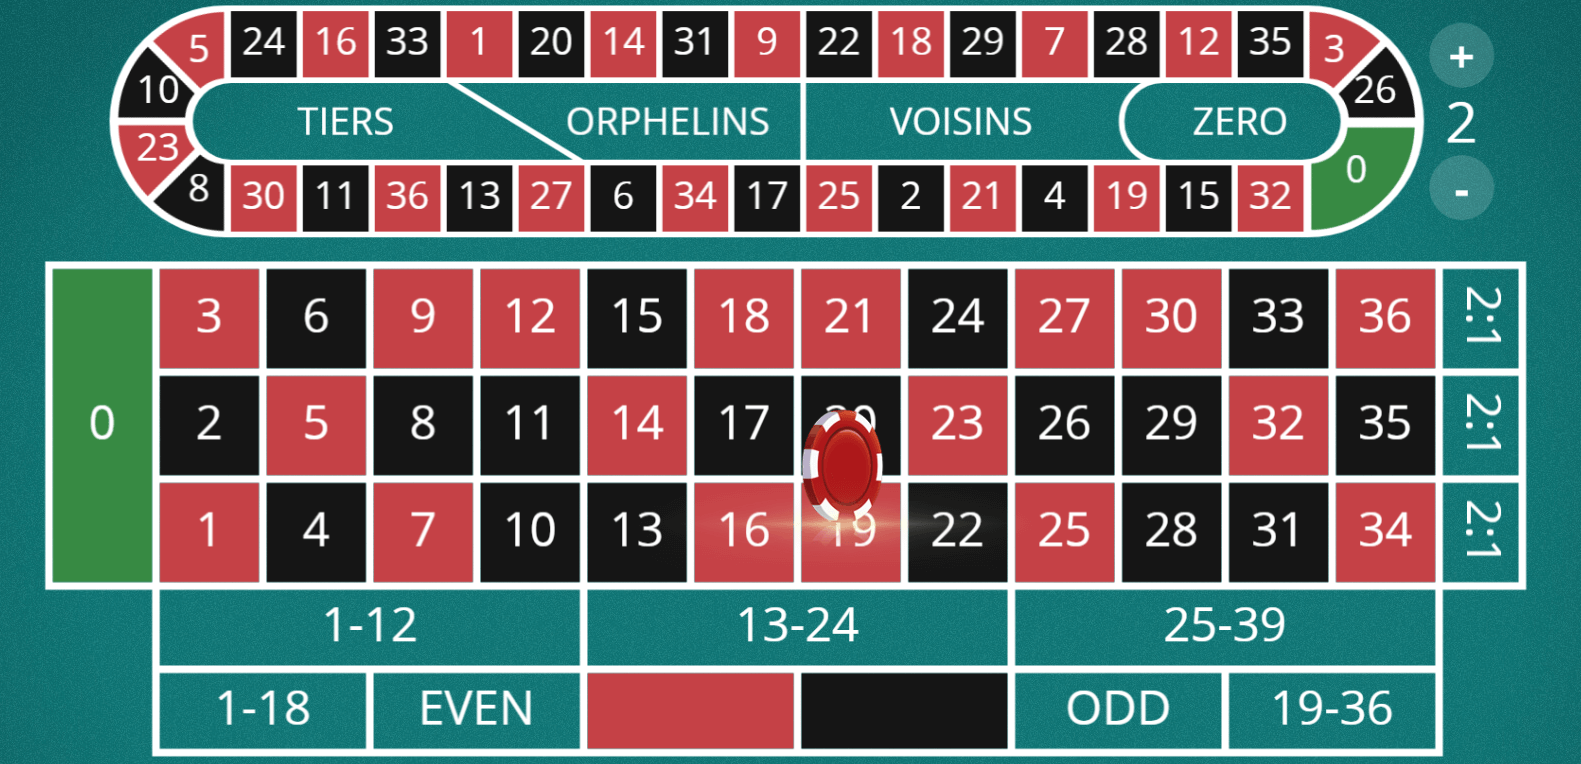 5 24 16 33 1 20 14 31 9 22 18 29 7 28 12 35 3 +
10 26
TIERS ORPHELINS VOISINS ZERO 2
23 0
8 30 11 36 13 27 6 34 17 25 2 21 4 19 15 32 -
3 6 9 12 15 18 21 24 27 30 33 36 2:1
0 2 5 8 11 14 17 20 23 26 29 32 35 2:1
1 4 7 10 13 16 19 22 25 28 31 34 2:1
1-12 13-24 25-39
1-18 EVEN ODD 19-36